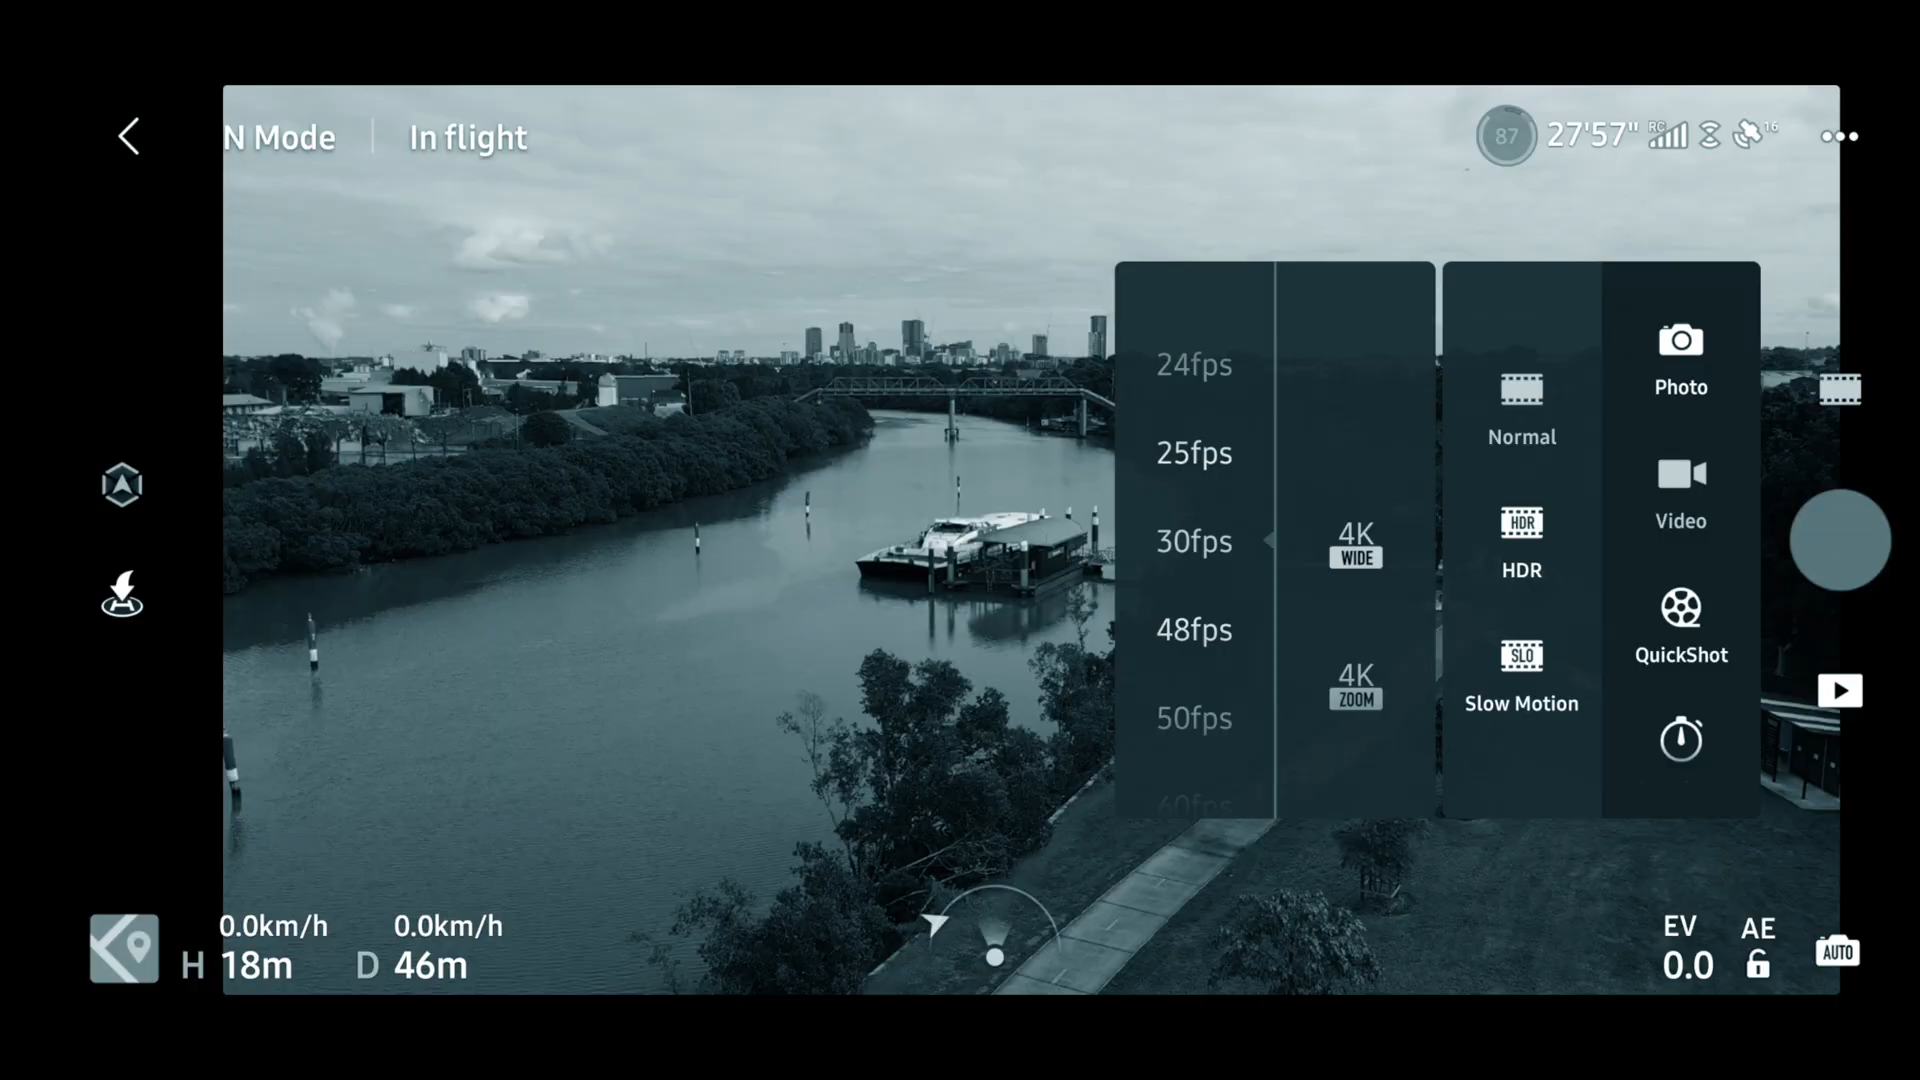 N Mode
In flight
87
27'57"
RC
16
24fps
25fps
30fps
48fps
50fps
60fps
4K
WIDE
4K
ZOOM
Normal
HDR
HDR
SLO
Slow Motion
Photo
Video
QuickShot
0.0km/h
0.0km/h
H 18m
D 46m
EV
0.0
AE
AUTO